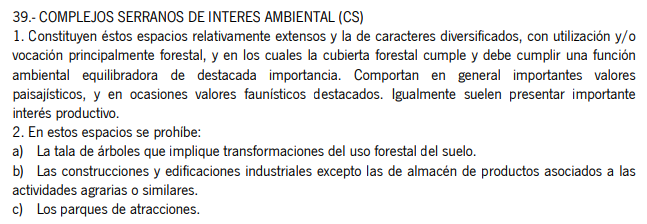 39.- COMPLEJOS SERRANOS DE INTERES AMBIENTAL (CS)
1. Constituyen éstos espacios relativamente extensos y la de caracteres diversificados, con utilización y/o
vocación principalmente forestal, y en los cuales la cubierta forestal cumple y debe cumplir una función
ambiental equilibradora de destacada importancia. Comportan en general importantes valores
paisajísticos, y en ocasiones valores faunísticos destacados. Igualmente suelen presentar importante
interés productivo.
2. En estos espacios se prohíbe:
a) La tala de árboles que implique transformaciones del uso forestal del suelo.
b) Las construcciones y edificaciones industriales excepto las de almacén de productos asociados a las
actividades agrarias o similares.
c) Los parques de atracciones.